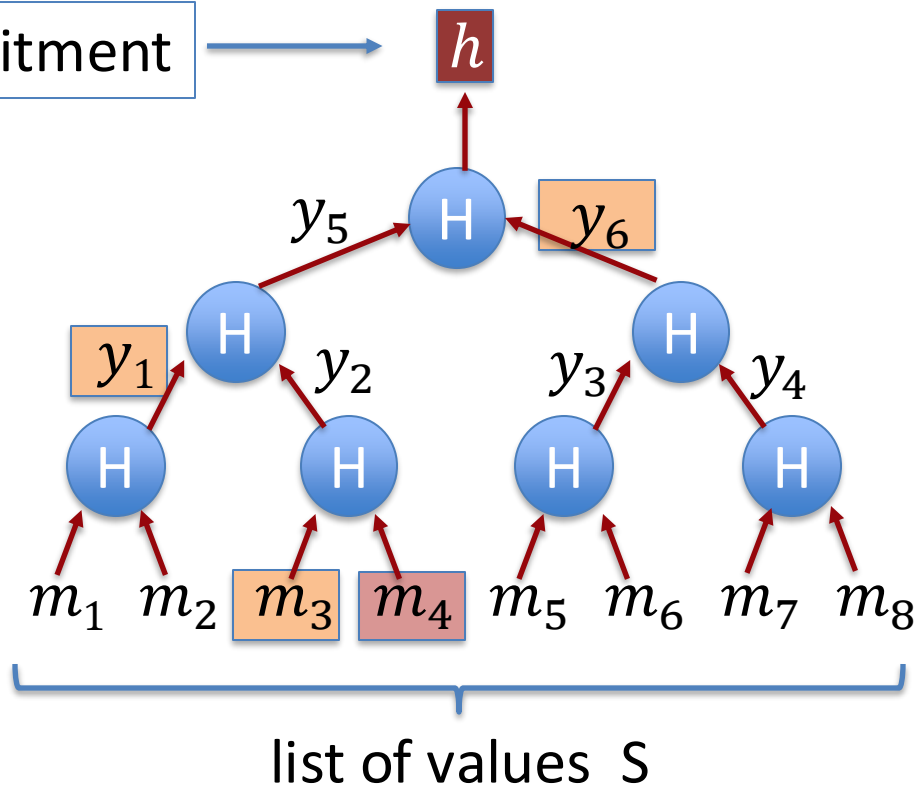 itment
h
H
y₅ y₆
H H
y₁ y₂ y₃ y₄
H H H H
m₁ m₂ m₃ m₄ m₅ m₆ m₇ m₈
list of values S